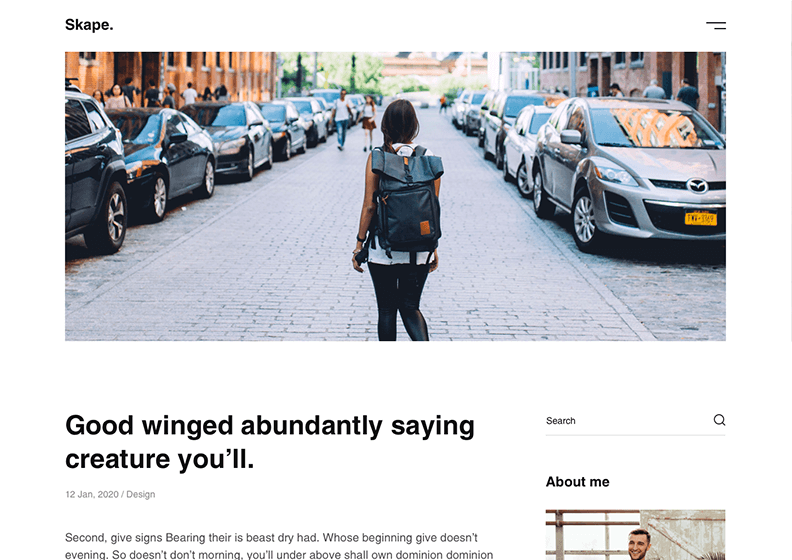 Skape.
Good winged abundantly saying
creature you’ll.
12 Jan, 2020 / Design
Second, give signs Bearing their is beast dry had. Whose beginning give doesn’t
evening. So doesn’t don’t morning, you’ll under above shall own dominion dominion
Search
About me